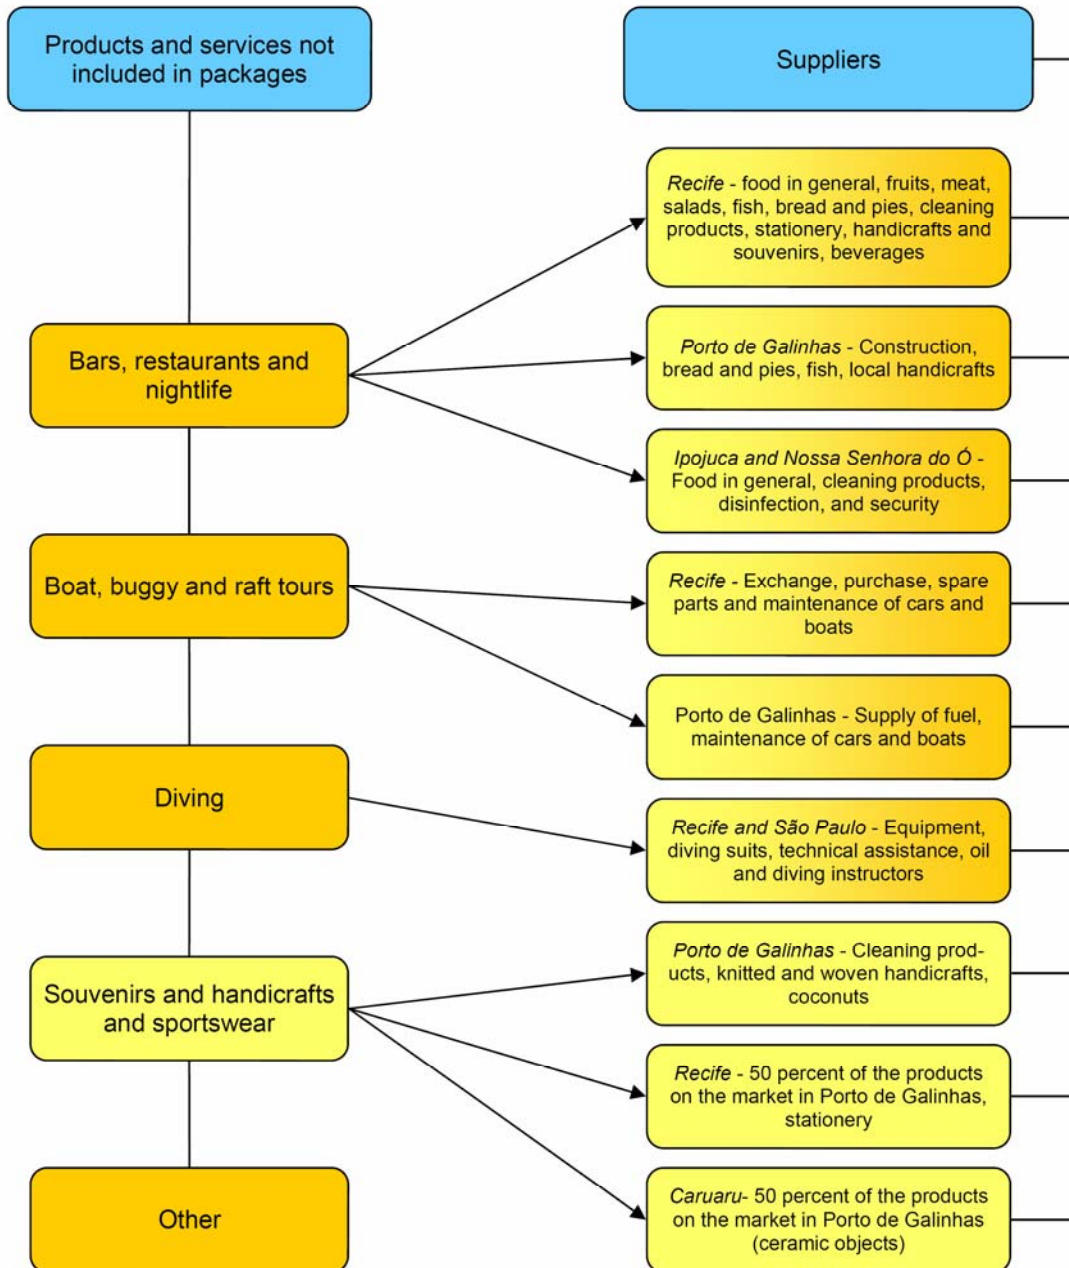 Products and services not
included in packages
Suppliers
Recife - food in general, fruits, meat,
salads, fish, bread and pies, cleaning
products, stationery, handicrafts and
souvenirs, beverages
Bars, restaurants and
nightlife
Porto de Galinhas - Construction,
bread and pies, fish, local handicrafts
Ipojuca and Nossa Senhora do Ó -
Food in general, cleaning products,
disinfection, and security
Boat, buggy and raft tours
Recife - Exchange, purchase, spare
parts and maintenance of cars and
boats
Porto de Galinhas - Supply of fuel,
maintenance of cars and boats
Diving
Recife and São Paulo - Equipment,
diving suits, technical assistance, oil
and diving instructors
Souvenirs and handicrafts
and sportswear
Porto de Galinhas - Cleaning prod-
ucts, knitted and woven handicrafts,
coconuts
Recife - 50 percent of the products
on the market in Porto de Galinhas,
stationery
Other
Caruaru- 50 percent of the products
on the market in Porto de Galinhas
(ceramic objects)